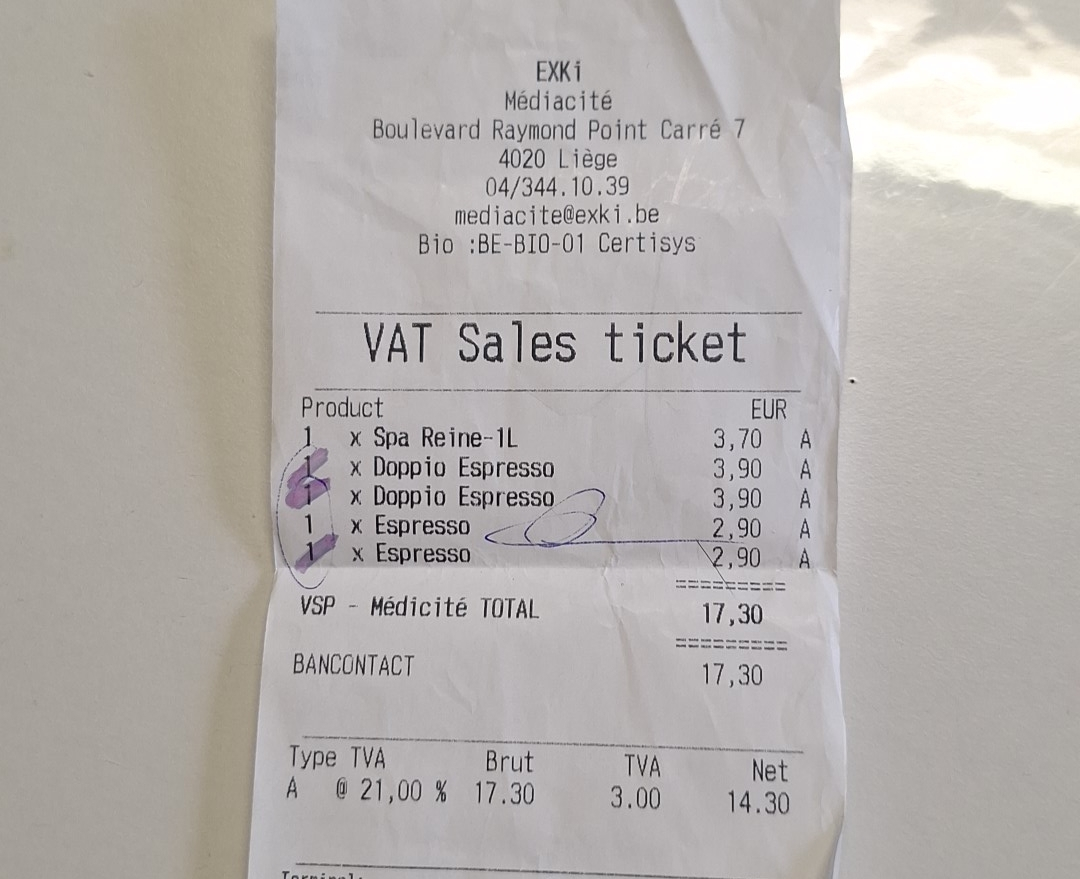 EXKi
Médiacité
Boulevard Raymond Point Carré 7
4020 Liège
04/344.10.39
mediacite@exki.be
Bio :BE-BIO-01 Certisys
VAT Sales ticket
Product EUR
1 x Spa Reine-1L 3,70 A
1 x Doppio Espresso 3,90 A
1 x Doppio Espresso 3,90 A
1 x Espresso 2,90 A
1 x Espresso 2,90 A
=========
VSP - Médicité TOTAL 17,30
=========
BANCONTACT 17,30
Type TVA Brut TVA Net
A @ 21,00 % 17.30 3.00 14.30